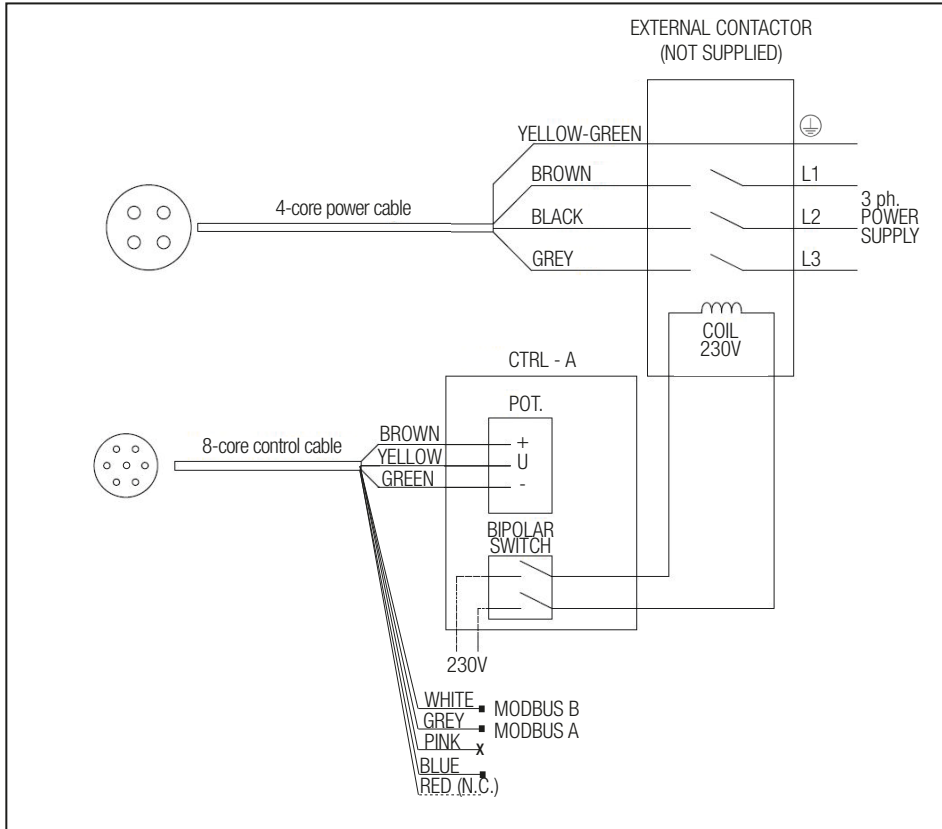 EXTERNAL CONTACTOR
(NOT SUPPLIED)
YELLOW-GREEN
BROWN
L1
4-core power cable
BLACK
L2
3 ph.
POWER
SUPPLY
GREY
L3
COIL
230V
CTRL - A
POT.
8-core control cable
BROWN
+
YELLOW
U
GREEN
-
BIPOLAR
SWITCH
230V
WHITE
MODBUS B
GREY
MODBUS A
PINK
X
BLUE
RED (N.C.)